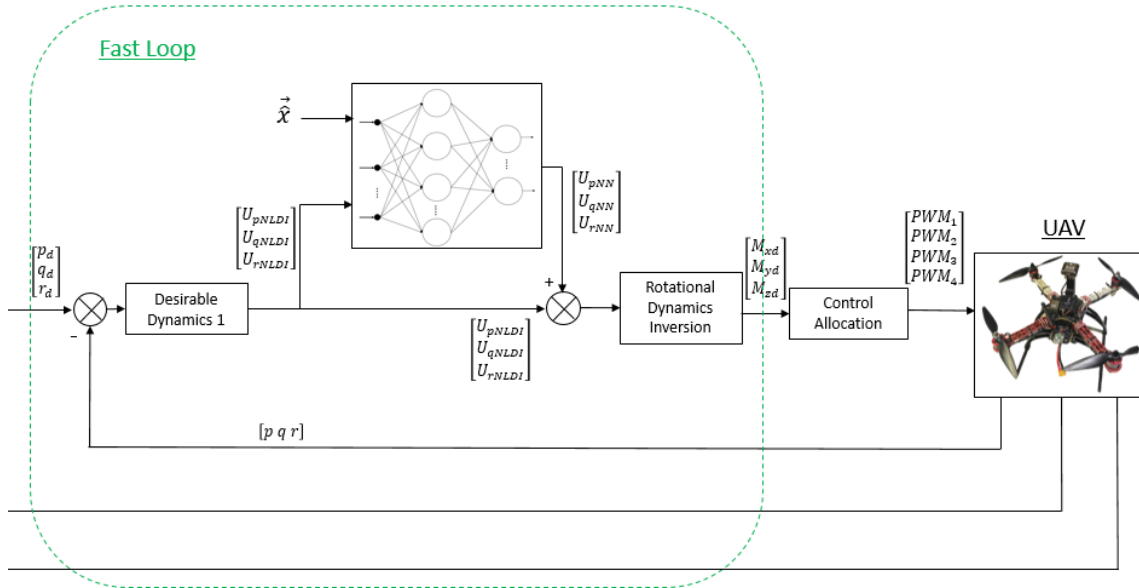 Fast Loop
x̂⃗
[U_pNLDI
U_qNLDI
U_rNLDI]
[U_pNN
U_qNN
U_rNN]
[p_d
q_d
r_d]
-
Desirable
Dynamics 1
+
[U_pNLDI
U_qNLDI
U_rNLDI]
Rotational
Dynamics
Inversion
[M_xd
M_yd
M_zd]
Control
Allocation
[PWM_1
PWM_2
PWM_3
PWM_4]
UAV
[p q r]